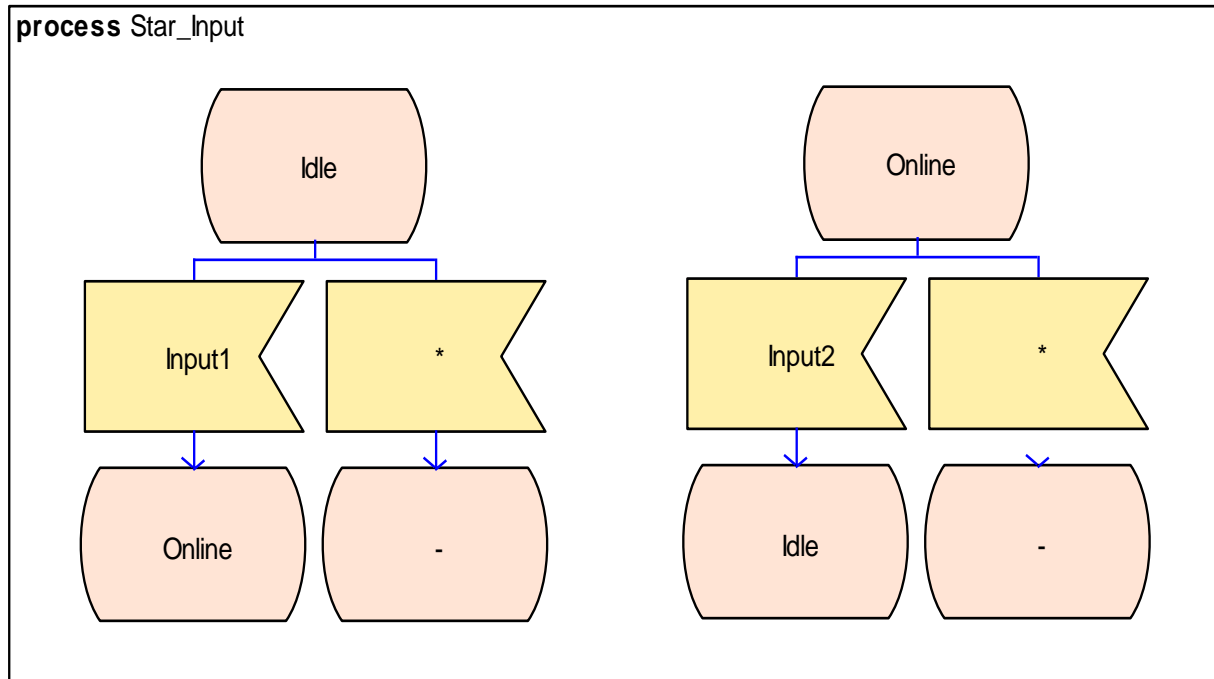 process Star_Input
Idle
Online
Input1
*
Input2
*
Online
-
Idle
-